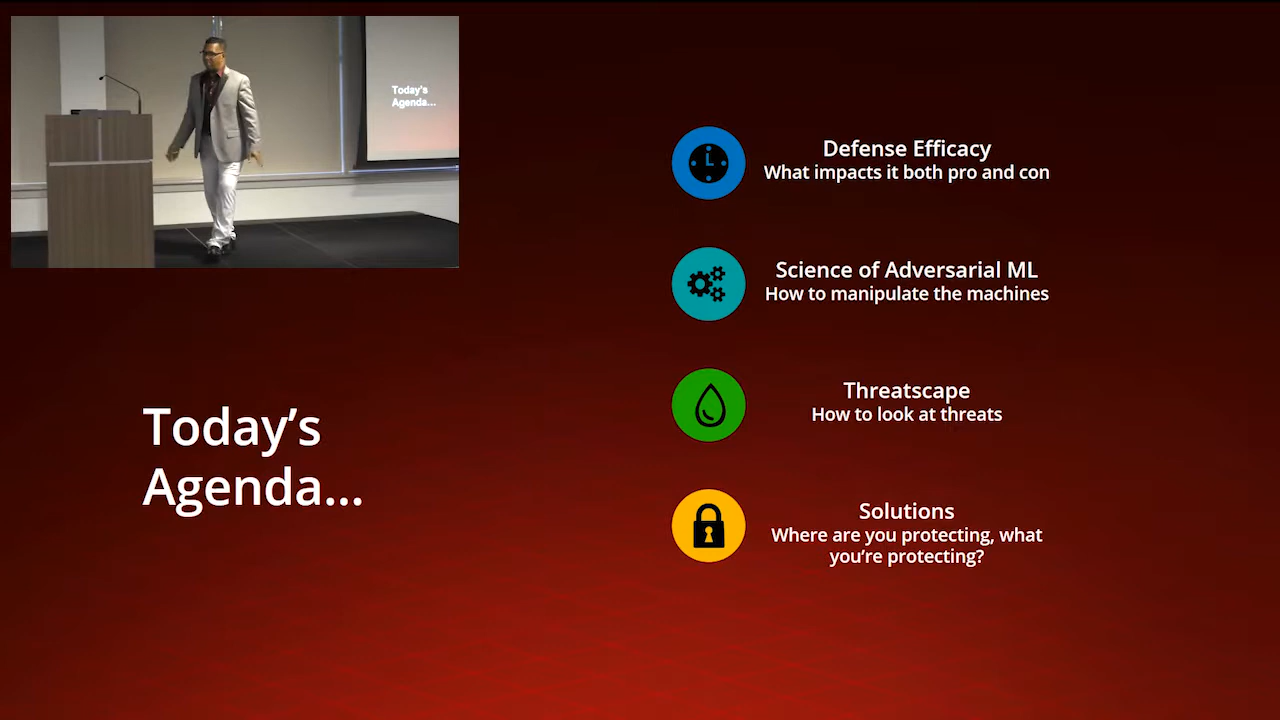 Today's
Agenda...
Defense Efficacy
What impacts it both pro and con
Science of Adversarial ML
How to manipulate the machines
Threatscape
How to look at threats
Today’s
Agenda...
Solutions
Where are you protecting, what
you’re protecting?